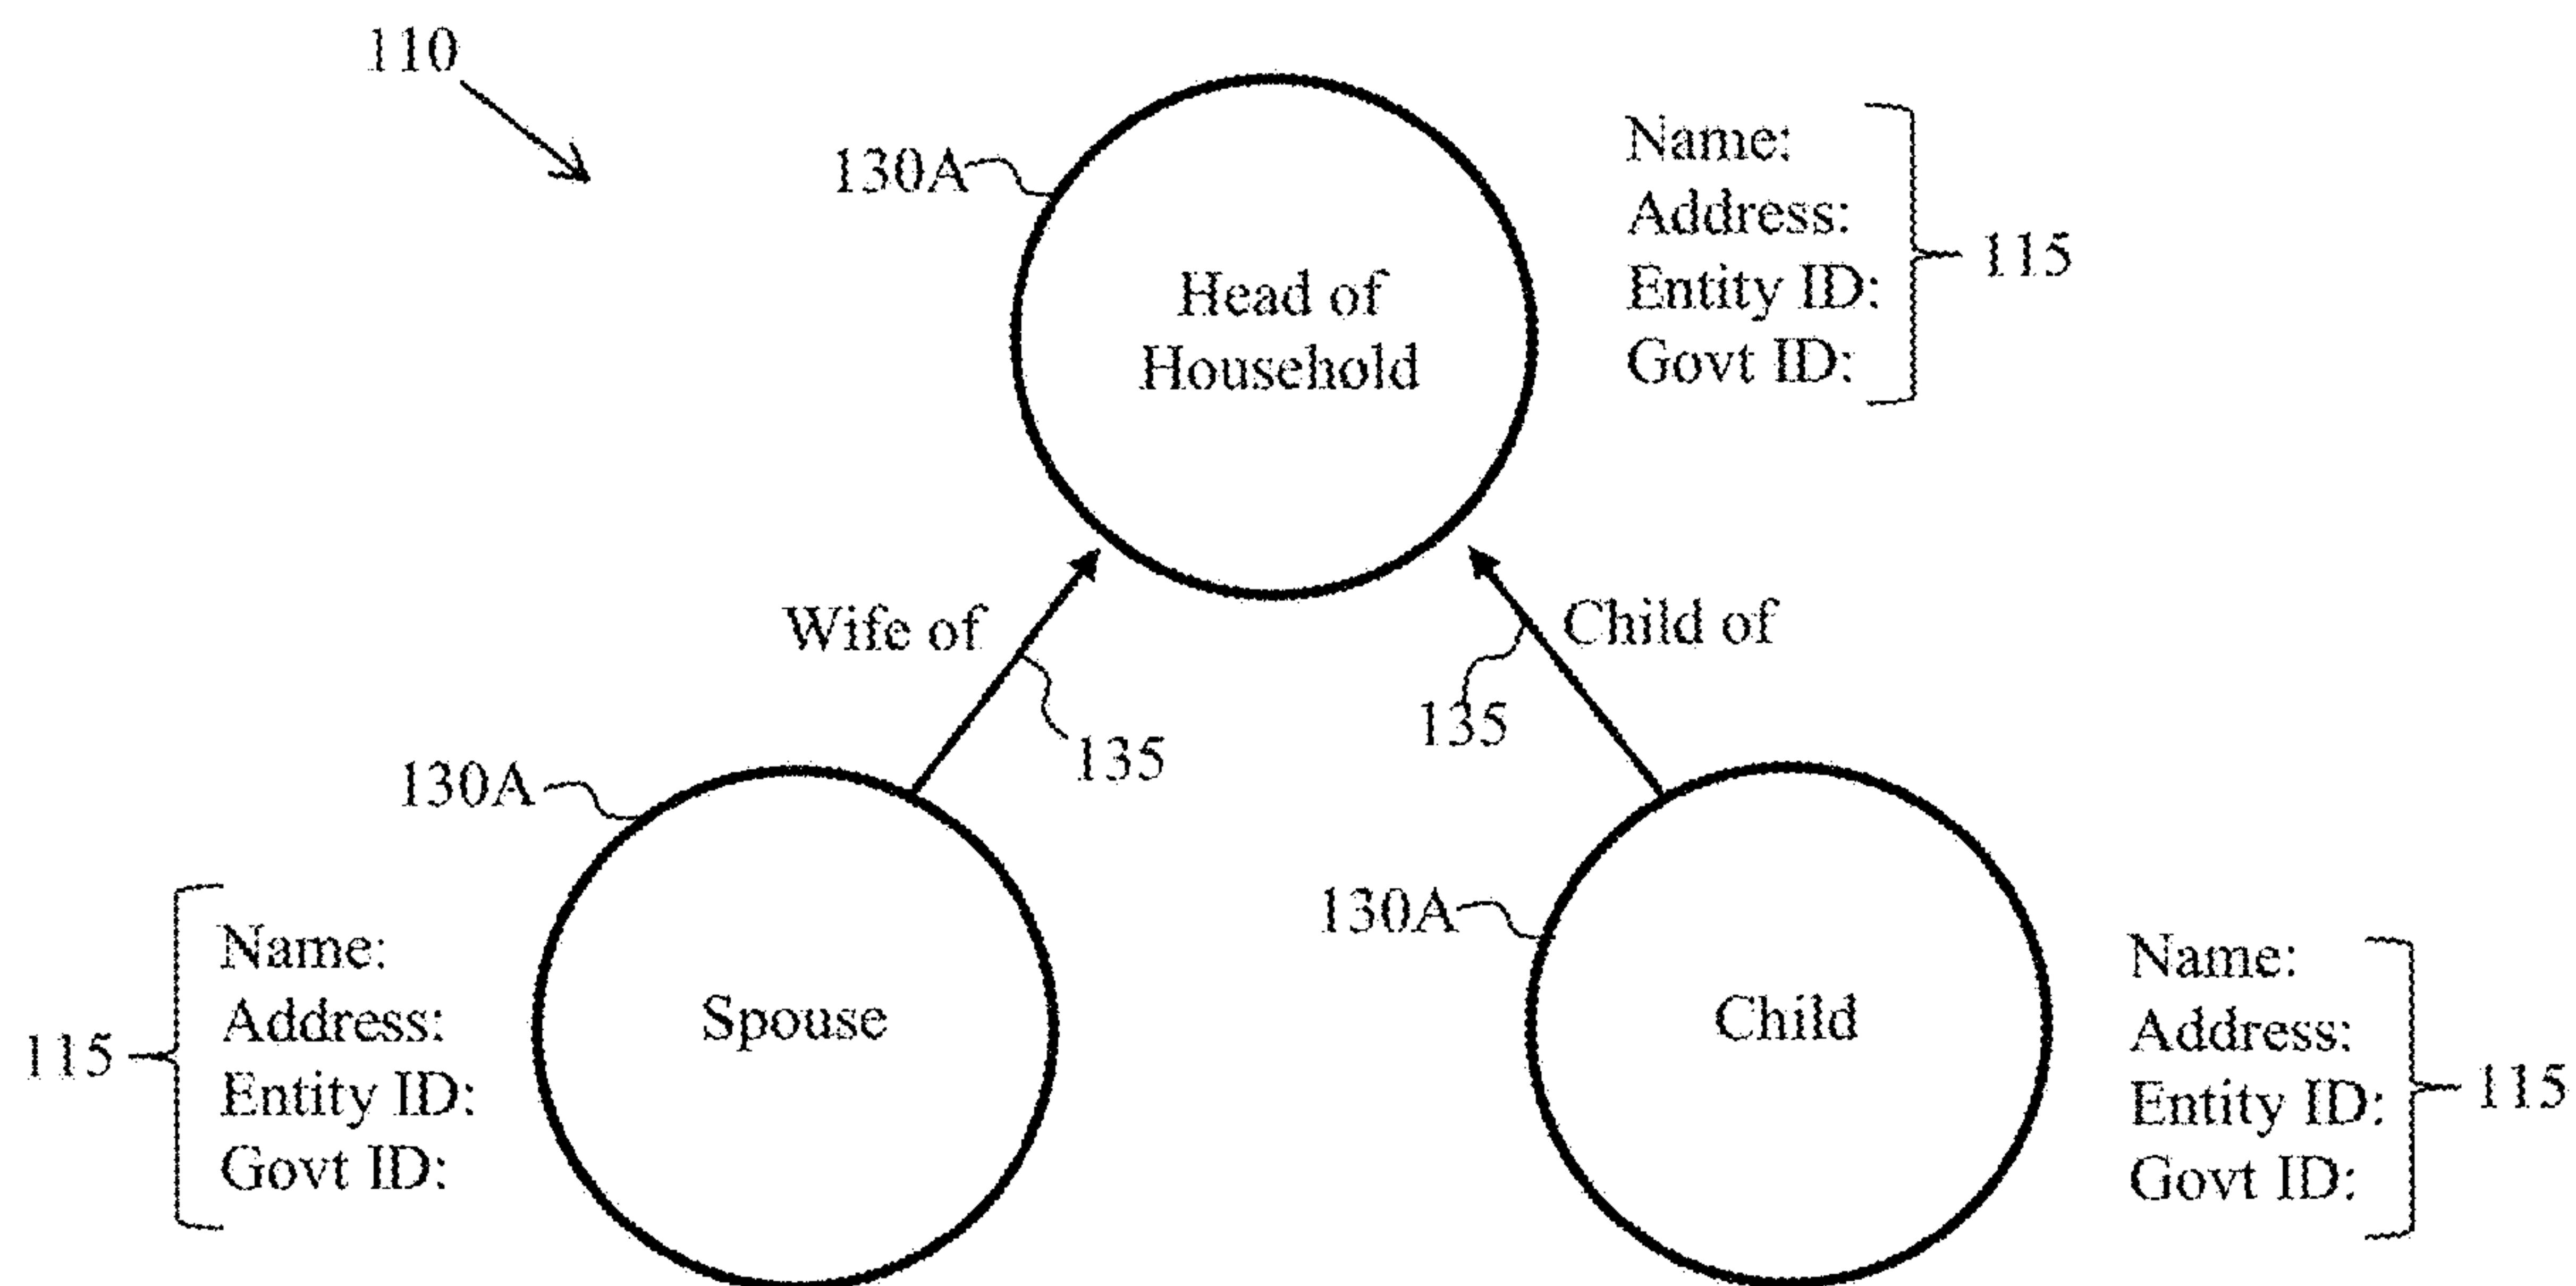 110
130A
Head of
Household
Name:
Address:
Entity ID:
Govt ID:
115
Wife of
135
Child of
135
130A
Spouse
Name:
Address:
Entity ID:
Govt ID:
115
130A
Child
Name:
Address:
Entity ID:
Govt ID:
115